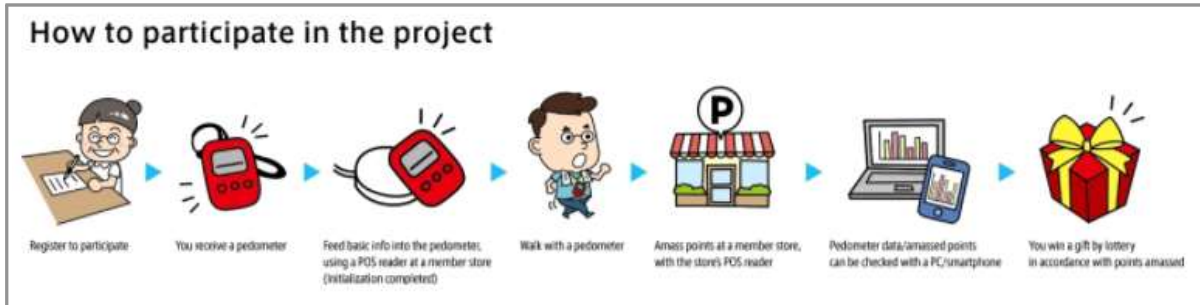 How to participate in the project
P
Register to participate
You receive a pedometer
Feed basic info into the pedometer,
using a POS reader at a member store
(Initialization completed)
Walk with a pedometer
Amass points at a member store,
with the store's POS reader
Pedometer data/amassed points
can be checked with a PC/smartphone
You win a gift by lottery
in accordance with points amassed